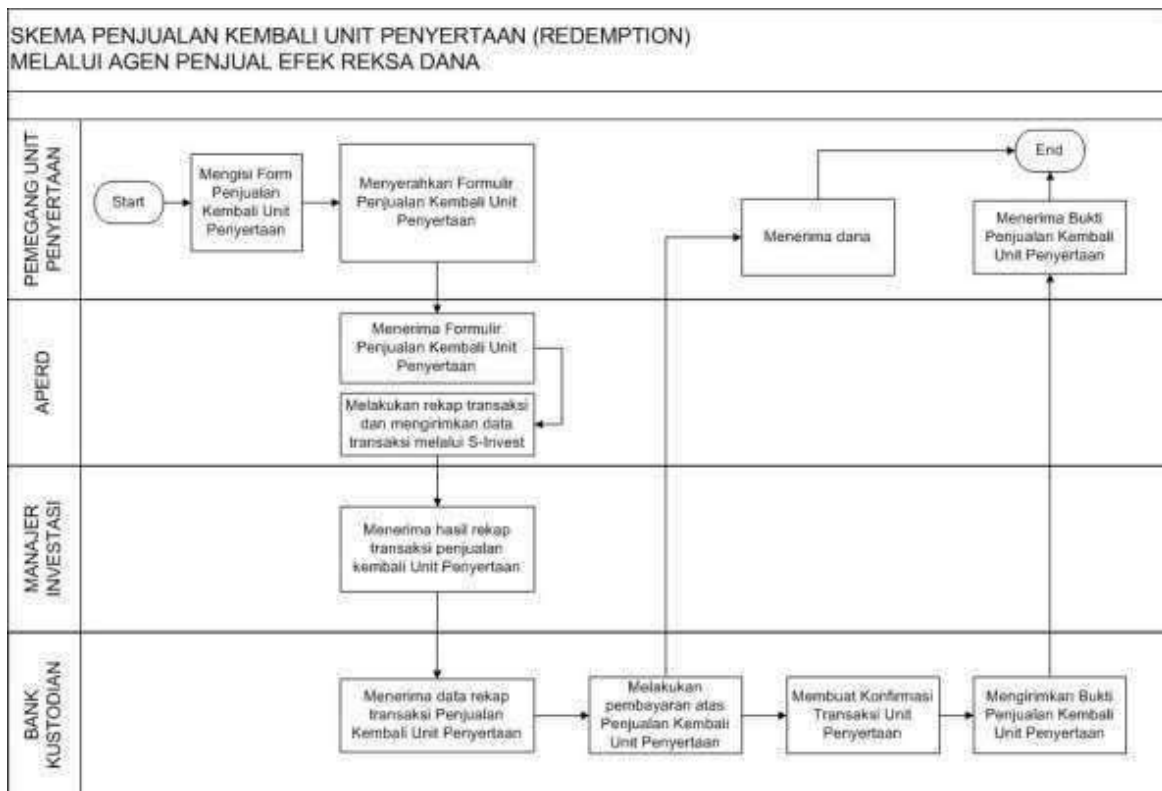 SKEMA PENJUALAN KEMBALI UNIT PENYERTAAN (REDEMPTION)
MELALUI AGEN PENJUAL EFEK REKSA DANA
PEMEGANG UNIT
PENYERTAAN
Start
Mengisi Form
Penjualan
Kembali Unit
Penyertaan
Menyerahkan Formulir
Penjualan Kembali Unit
Penyertaan
Menerima dana
End
Menerima Bukti
Penjualan Kembali
Unit Penyertaan
APERD
Menerima Formulir
Penjualan Kembali Unit
Penyertaan
Melakukan rekap transaksi
dan mengirimkan data
transaksi melalui S-Invest
MANAJER
INVESTASI
Menerima hasil rekap
transaksi penjualan
kembali Unit Penyertaan
BANK
KUSTODIAN
Menerima data rekap
transaksi Penjualan
Kembali Unit Penyertaan
Melakukan
pembayaran atas
Penjualan Kembali
Unit Penyertaan
Membuat Konfirmasi
Transaksi Unit
Penyertaan
Mengirimkan Bukti
Penjualan Kembali
Unit Penyertaan